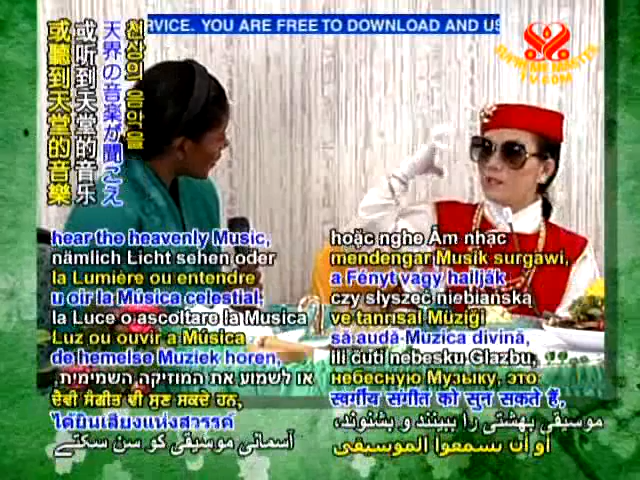 RVICE. YOU ARE FREE TO DOWNLOAD AND US
SUPREME MASTER
TV.COM
천상의 음악을
天界の音楽が聞こえ
或听到天堂的音乐
或聽到天堂的音樂
hear the heavenly Music,
nämlich Licht sehen oder
la Lumière ou entendre
u oir la Música celestial;
la Luce o ascoltare la Musica
Luz ou ouvir a Música
de hemelse Muziek horen,
או לשמוע את המוזיקה השמימית,
ਦੈਵੀ ਸੰਗੀਤ ਵੀ ਸੁਣ ਸਕਦੇ ਹਨ,
ได้ยินเสียงแห่งสวรรค์
آسمانی موسیقی کو سن سکتے
hoặc nghe Âm nhạc
mendengar Musik surgawi,
a Fényt vagy hallják
czy słyszeć niebiańską
ve tanrısal Müziği
să audă Muzica divină,
ili čuti nebesku Glazbu,
небесную Музыку, это
स्वर्गीय संगीत को सुन सकते हैं,
موسیقی بهشتی را ببینند و بشنوند،
أو أن يسمعوا الموسيقى